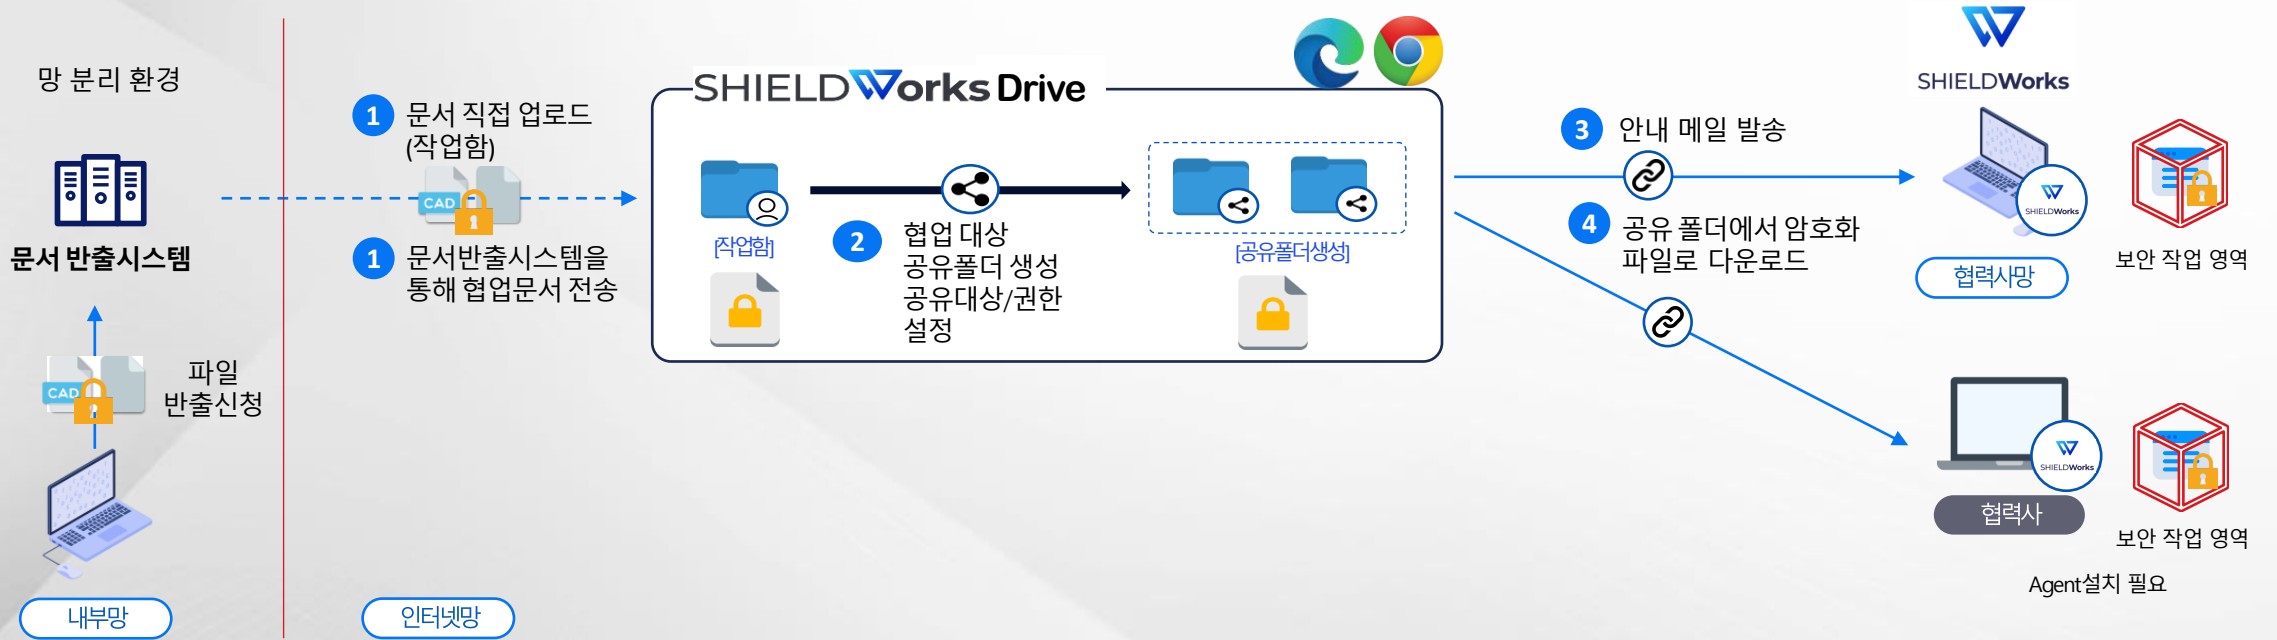 망 분리 환경
문서 반출시스템
파일
반출신청
내부망
1
문서 직접 업로드
(작업함)
CAD
1
문서반출시스템을
통해 협업문서 전송
CAD
인터넷망
SHIELDWorks Drive
[작업함]
2
협업 대상
공유폴더 생성
공유대상/권한
설정
[공유폴더생성]
3
안내 메일 발송
4
공유 폴더에서 암호화
파일로 다운로드
SHIELDWorks
SHIELDWorks
협력사망
보안 작업 영역
SHIELDWorks
협력사
보안 작업 영역
Agent설치 필요